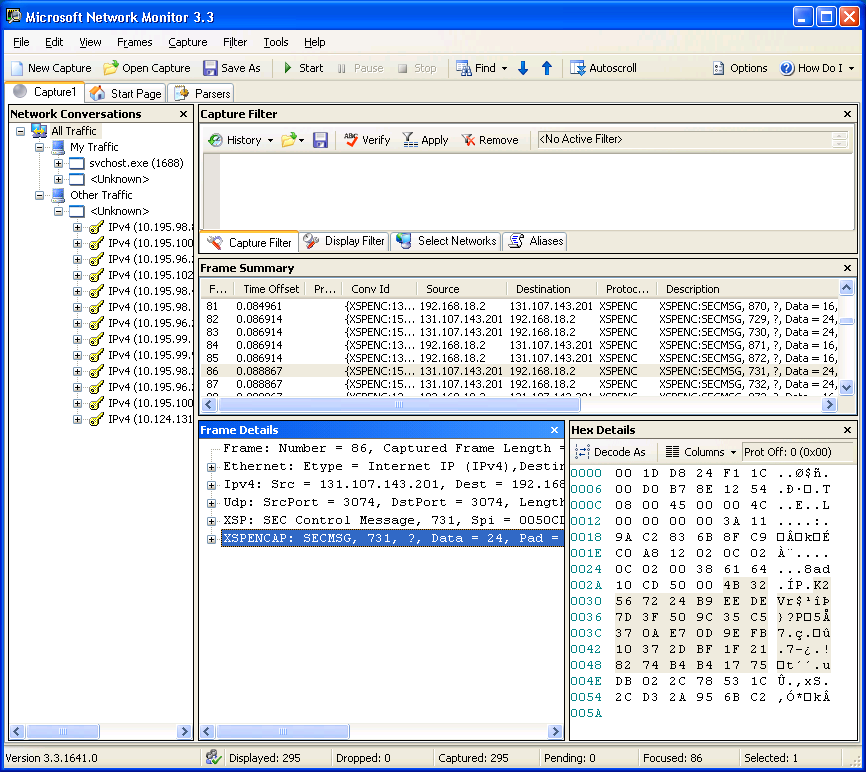 Microsoft Network Monitor 3.3
File Edit View Frames Capture Filter Tools Help
New Capture Open Capture Save As Start Pause Stop Find Autoscroll Options How Do I
Capture1 Start Page Parsers
Network Conversations
All Traffic
My Traffic
svchost.exe (1688)
<Unknown>
Other Traffic
<Unknown>
IPv4 (10.195.98.
IPv4 (10.195.100
IPv4 (10.195.96.
IPv4 (10.195.102
IPv4 (10.195.98.
IPv4 (10.195.98.
IPv4 (10.195.96.
IPv4 (10.195.99.
IPv4 (10.195.99.
IPv4 (10.195.98.
IPv4 (10.195.96.
IPv4 (10.195.100
IPv4 (10.124.131
Capture Filter
History Verify Apply Remove <No Active Filter>
Capture Filter Display Filter Select Networks Aliases
Frame Summary
F... Time Offset Pr... Conv Id Source Destination Protoc... Description
81 0.084961 {XSPENC:13... 192.168.18.2 131.107.143.201 XSPENC XSPENC:SECMSG, 870, ?, Data = 16,
82 0.086914 {XSPENC:15... 131.107.143.201 192.168.18.2 XSPENC XSPENC:SECMSG, 729, ?, Data = 24,
83 0.086914 {XSPENC:15... 131.107.143.201 192.168.18.2 XSPENC XSPENC:SECMSG, 730, ?, Data = 24,
84 0.086914 {XSPENC:13... 192.168.18.2 131.107.143.201 XSPENC XSPENC:SECMSG, 871, ?, Data = 16,
85 0.086914 {XSPENC:13... 192.168.18.2 131.107.143.201 XSPENC XSPENC:SECMSG, 872, ?, Data = 16,
86 0.088867 {XSPENC:15... 131.107.143.201 192.168.18.2 XSPENC XSPENC:SECMSG, 731, ?, Data = 24,
87 0.088867 {XSPENC:15... 131.107.143.201 192.168.18.2 XSPENC XSPENC:SECMSG, 732, ?, Data = 24,
Frame Details
Frame: Number = 86, Captured Frame Length =
Ethernet: Etype = Internet IP (IPv4),Destin
Ipv4: Src = 131.107.143.201, Dest = 192.168
Udp: SrcPort = 3074, DstPort = 3074, Length
XSP: SEC Control Message, 731, Spi = 0050CD
XSPENCAP: SECMSG, 731, ?, Data = 24, Pad =
Hex Details
Decode As Columns Prot Off: 0 (0x00)
0000 00 1D D8 24 F1 1C ..Ø$ñ.
0006 00 D0 B7 8E 12 54 .Ð·.T
000C 08 00 45 00 00 4C ..E..L
0012 00 00 00 00 3A 11 ....:.
0018 9A C2 83 6B 8F C9 Âk É
001E C0 A8 12 02 0C 02 À¨....
0024 0C 02 00 38 61 64 ...8ad
002A 10 CD 50 00 4B 32 .ÍP.K2
0030 56 72 24 B9 EE DE Vr$¹îÞ
0036 7D 3F 50 9C 35 C5 }?P5Å
003C 37 0A E7 0D 9E FB 7.ç.û
0042 10 37 2D BF 1F 21 .7-¿.!
0048 82 74 B4 B4 17 75 t´´.u
004E DB 02 2C 78 53 1C Û.,xS.
0054 2C D3 2A 95 6B C2 ,Ó*kÂ
005A
Version 3.3.1641.0 Displayed: 295 Dropped: 0 Captured: 295 Pending: 0 Focused: 86 Selected: 1